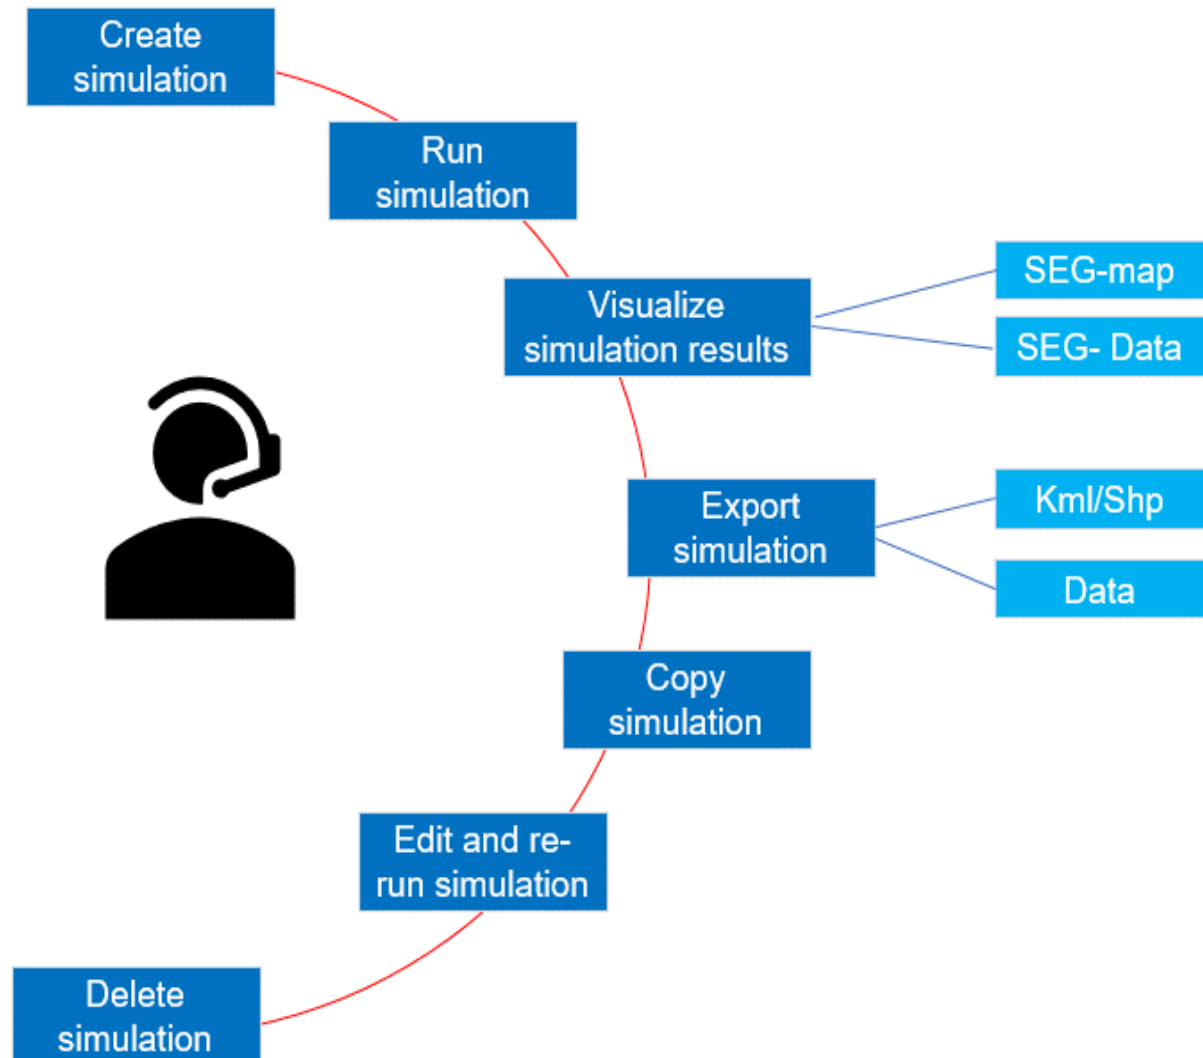 Create
simulation
Run
simulation
Visualize
simulation results
SEG-map
SEG- Data
Export
simulation
Kml/Shp
Data
Copy
simulation
Edit and re-
run simulation
Delete
simulation